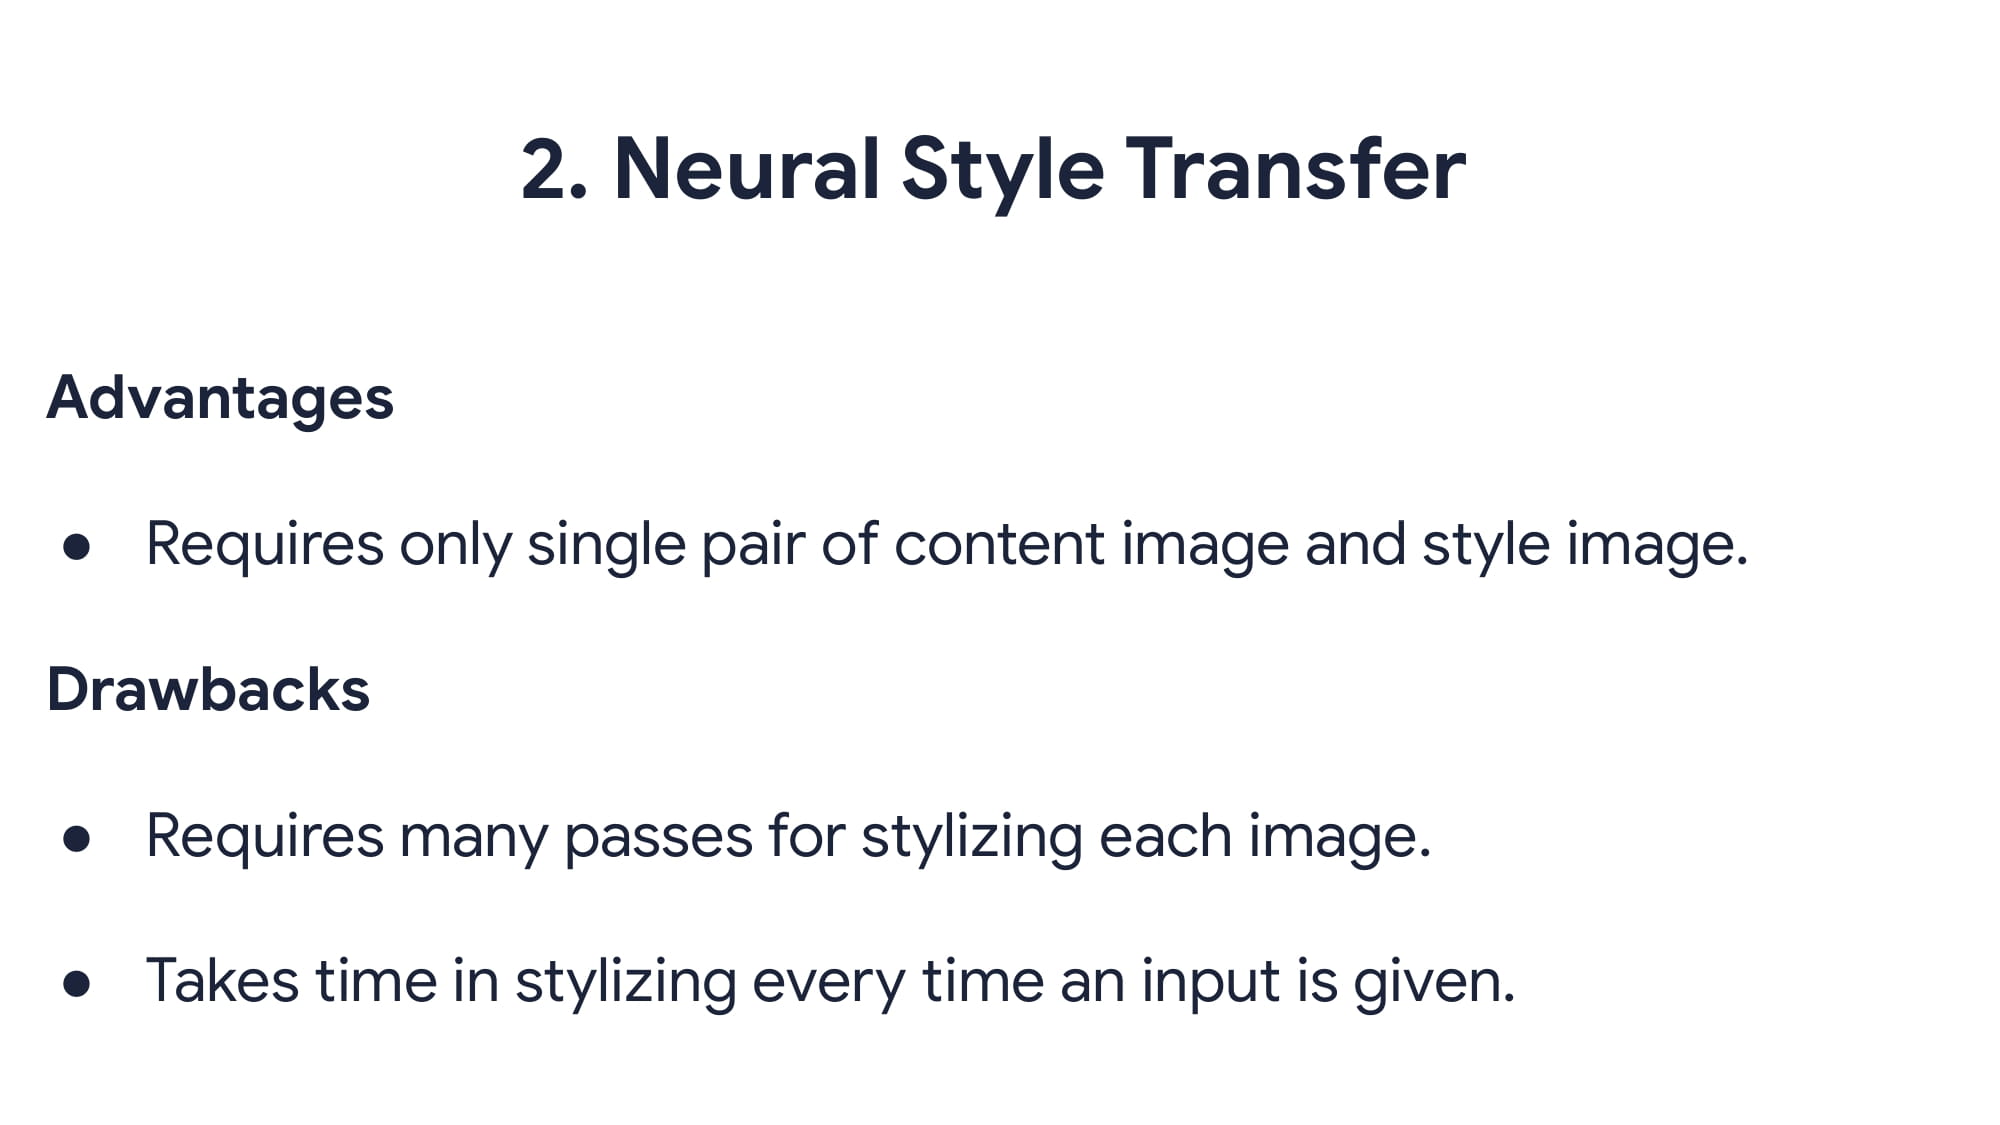 2. Neural Style Transfer
Advantages
● Requires only single pair of content image and style image.
Drawbacks
● Requires many passes for stylizing each image.
● Takes time in stylizing every time an input is given.